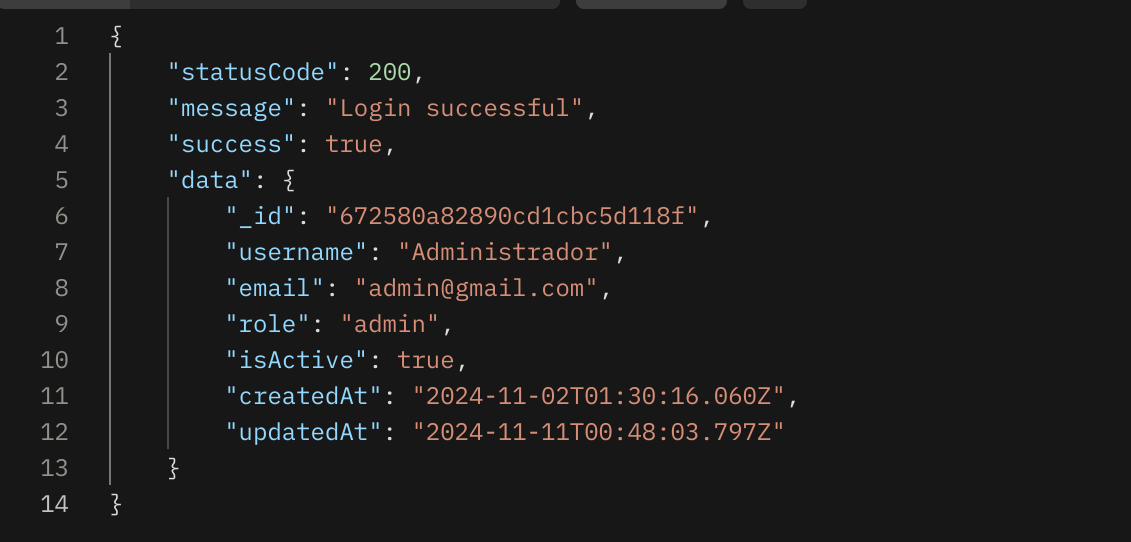 1 {
2     "statusCode": 200,
3     "message": "Login successful",
4     "success": true,
5     "data": {
6         "_id": "672580a82890cd1cbc5d118f",
7         "username": "Administrador",
8         "email": "admin@gmail.com",
9         "role": "admin",
10         "isActive": true,
11         "createdAt": "2024-11-02T01:30:16.060Z",
12         "updatedAt": "2024-11-11T00:48:03.797Z"
13     }
14 }